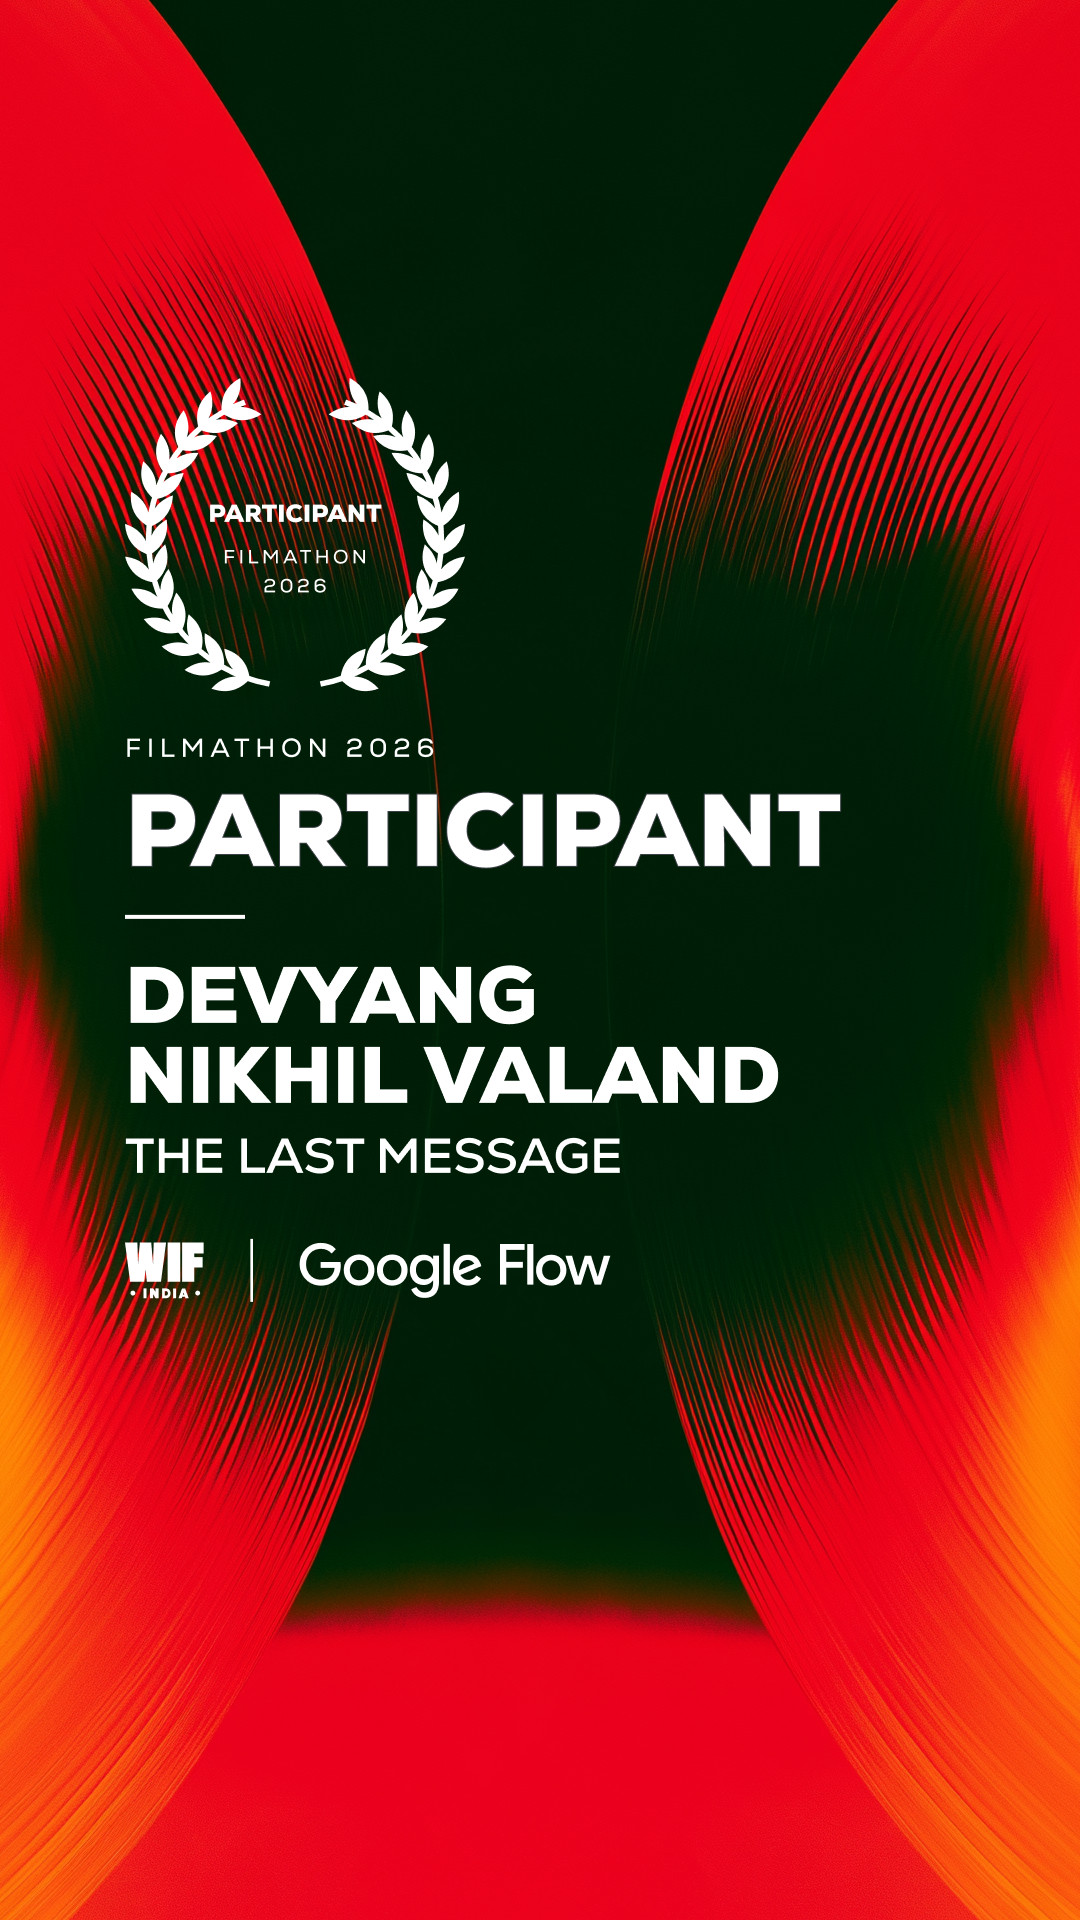 PARTICIPANT
FILMATHON
2026
FILMATHON 2026
PARTICIPANT
DEVYANG
NIKHIL VALAND
THE LAST MESSAGE
WIF
• INDIA •
Google Flow